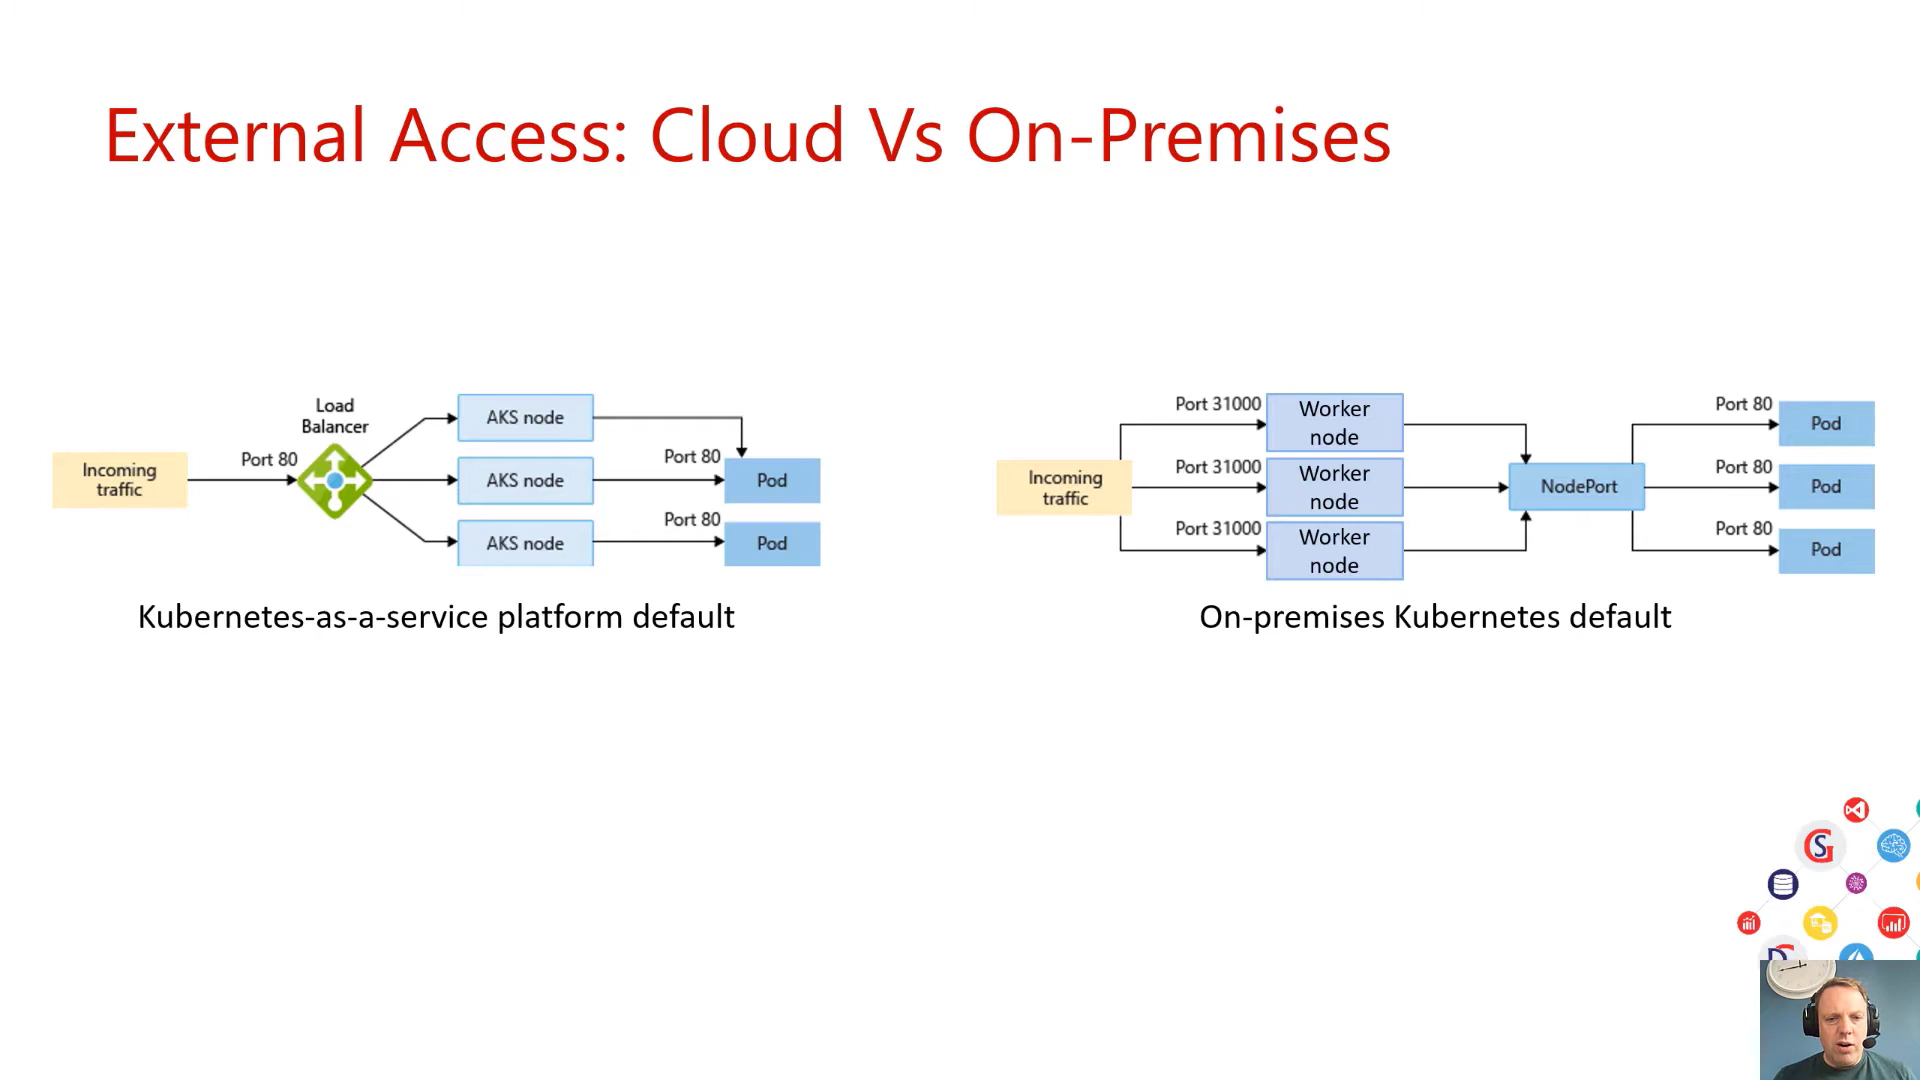 External Access: Cloud Vs On-Premises
Load
Balancer
Incoming
traffic
Port 80
AKS node
AKS node
AKS node
Port 80
Port 80
Pod
Pod
Kubernetes-as-a-service platform default
Incoming
traffic
Port 31000
Port 31000
Port 31000
Worker
node
Worker
node
Worker
node
NodePort
Port 80
Port 80
Port 80
Pod
Pod
Pod
On-premises Kubernetes default